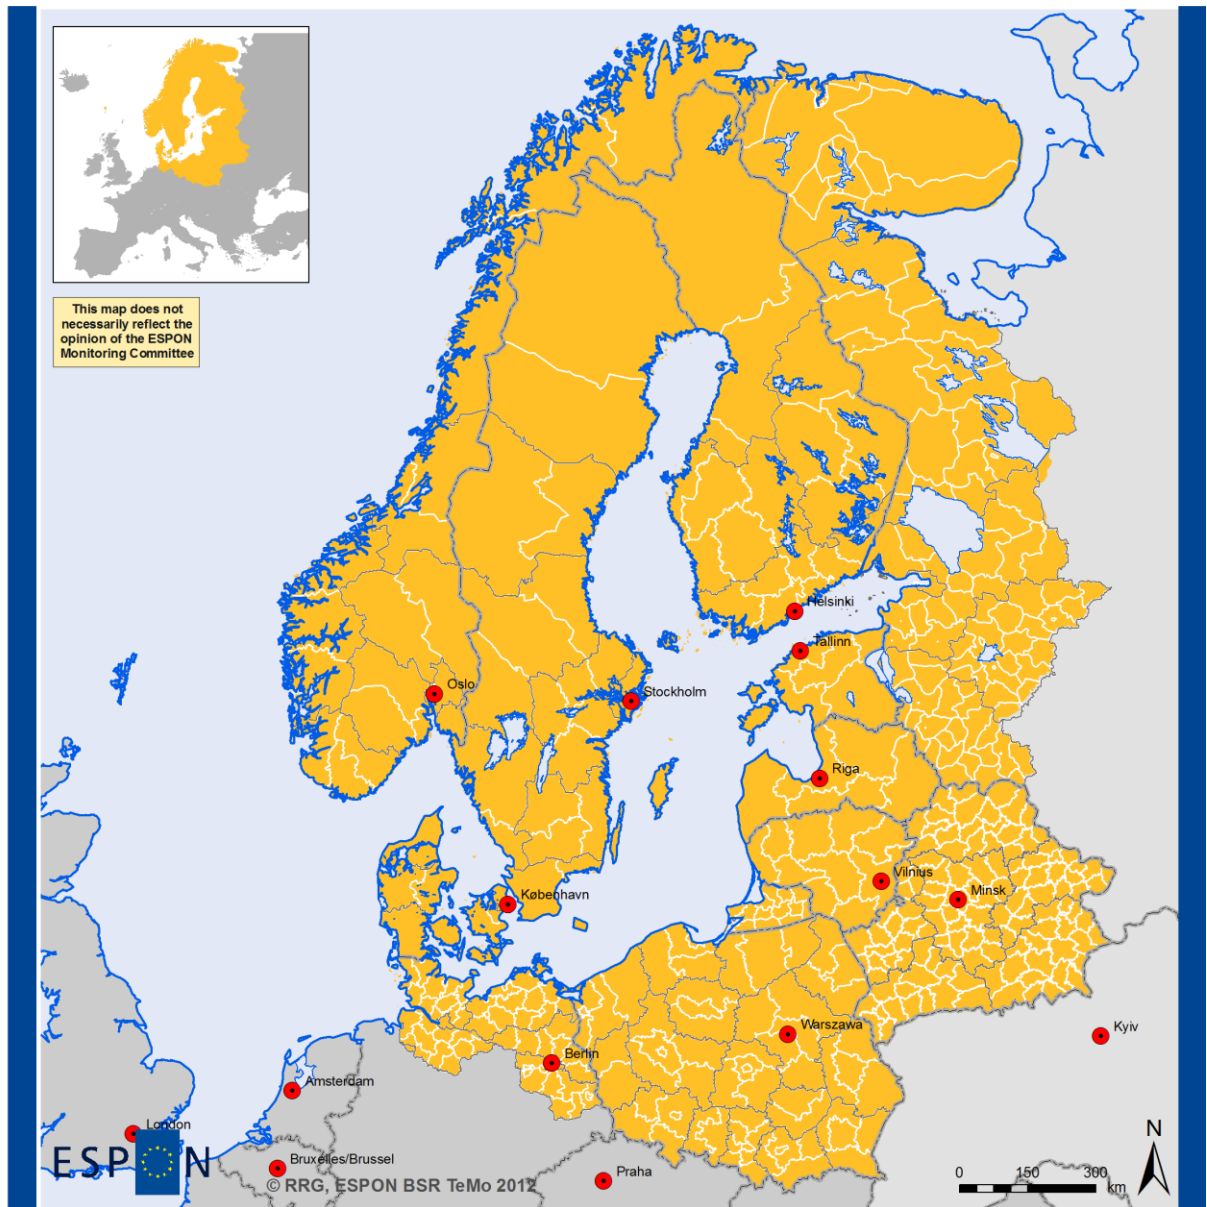 This map does not
necessarily reflect the
opinion of the ESPON
Monitoring Committee
Helsinki
Tallinn
Oslo
Stockholm
Riga
Vilnius
Minsk
København
Warszawa
Kyiv
Berlin
Amsterdam
London
ESPON
Bruxelles/Brussel
Praha
© RRG, ESPON BSR TeMo 2012
N
0 150 300
km